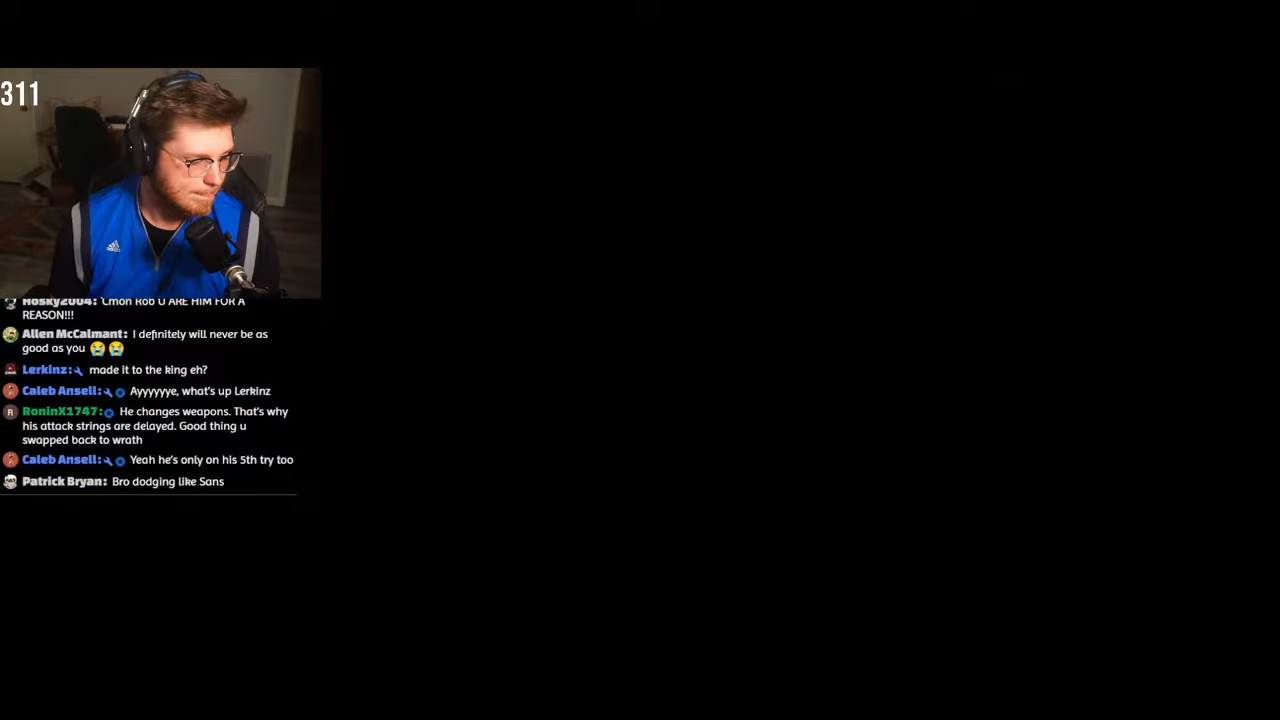 311
Hosky2004: Cmon Rob U ARE HIM FOR A
REASON!!!
Allen McCalmant: I definitely will never be as
good as you 😭😭
Lerkinz: made it to the king eh?
Caleb Ansell: Ayyyyyye, what's up Lerkinz
R RoninX1747: He changes weapons. That's why
his attack strings are delayed. Good thing u
swapped back to wrath
Caleb Ansell: Yeah he's only on his 5th try too
Patrick Bryan: Bro dodging like Sans
adidas